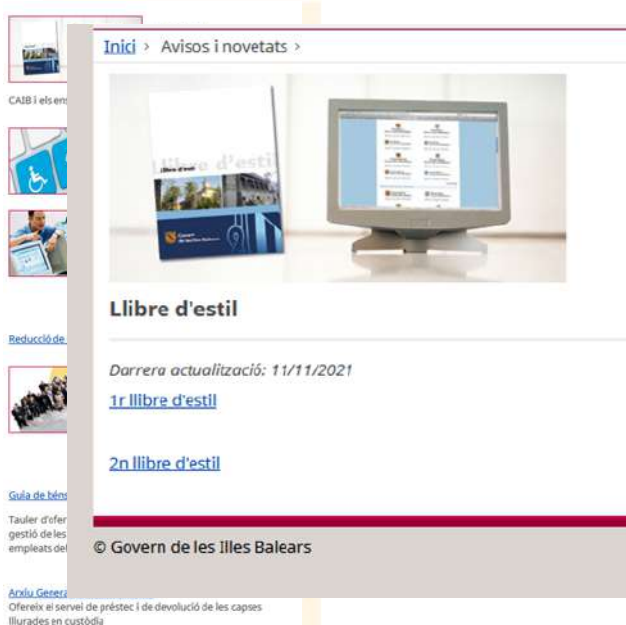 Inici > Avisos i novetats >
Llibre d'estil
Llibre d'estil
Darrera actualització: 11/11/2021
1r llibre d'estil
2n llibre d'estil
© Govern de les Illes Balears
CAIB i els ens
Reducció de
Guia de béns
Tauler d'ofer
gestió de les
empleats del
Arxiu Genera
Ofereix el servei de préstec i de devolució de les capses
lliurades en custòdia